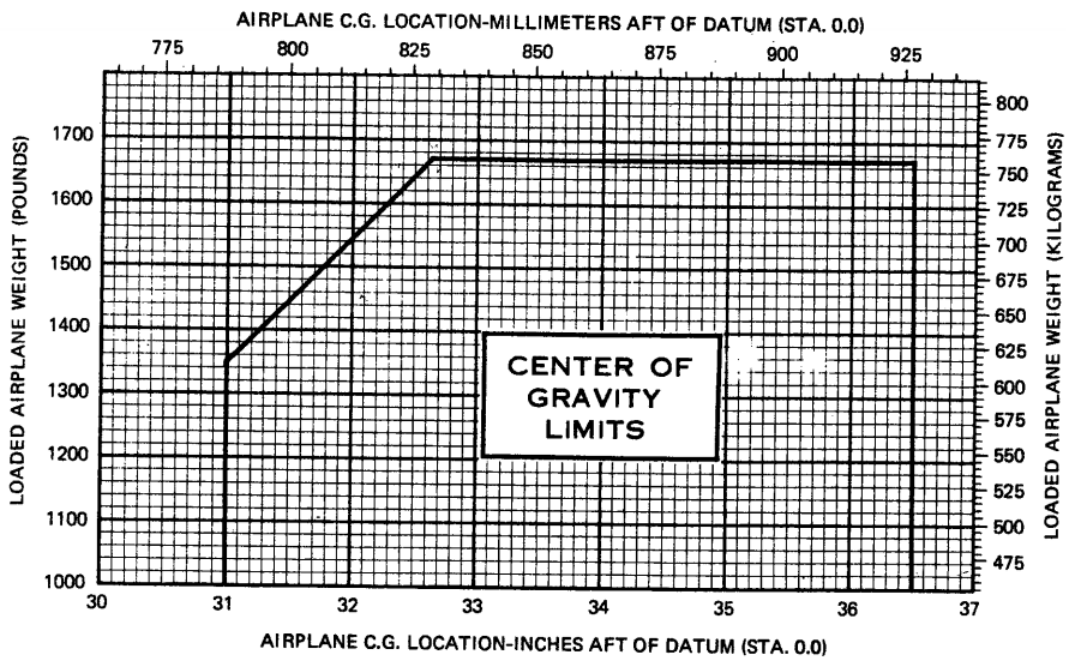 AIRPLANE C.G. LOCATION-MILLIMETERS AFT OF DATUM (STA. 0.0)
775 800 825 850 875 900 925
LOADED AIRPLANE WEIGHT (POUNDS)
1700
1600
1500
1400
1300
1200
1100
1000
CENTER OF
GRAVITY
LIMITS
800
775
750
725
700
675
650
625
600
575
550
525
500
475
LOADED AIRPLANE WEIGHT (KILOGRAMS)
30 31 32 33 34 35 36 37
AIRPLANE C.G. LOCATION-INCHES AFT OF DATUM (STA. 0.0)